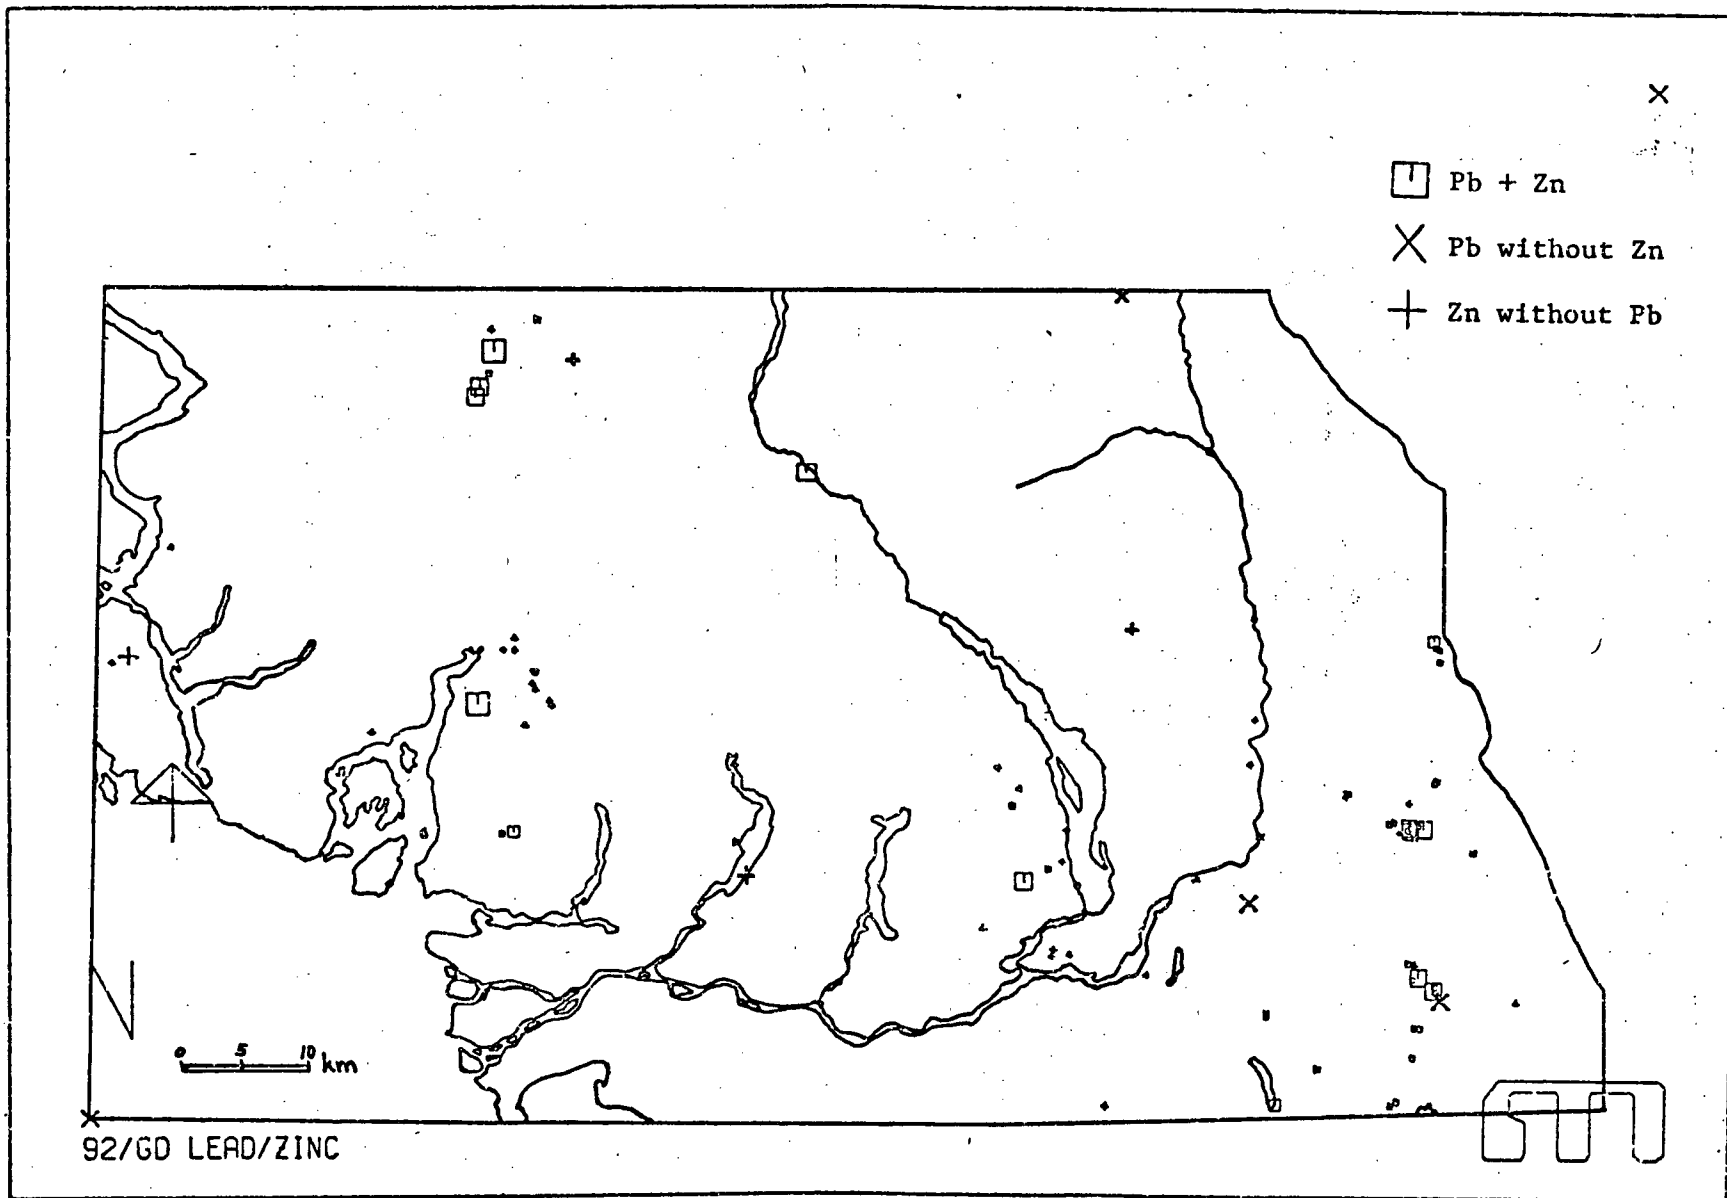 Pb + Zn
Pb without Zn
Zn without Pb
N
0 5 10 km
92/GD LEAD/ZINC